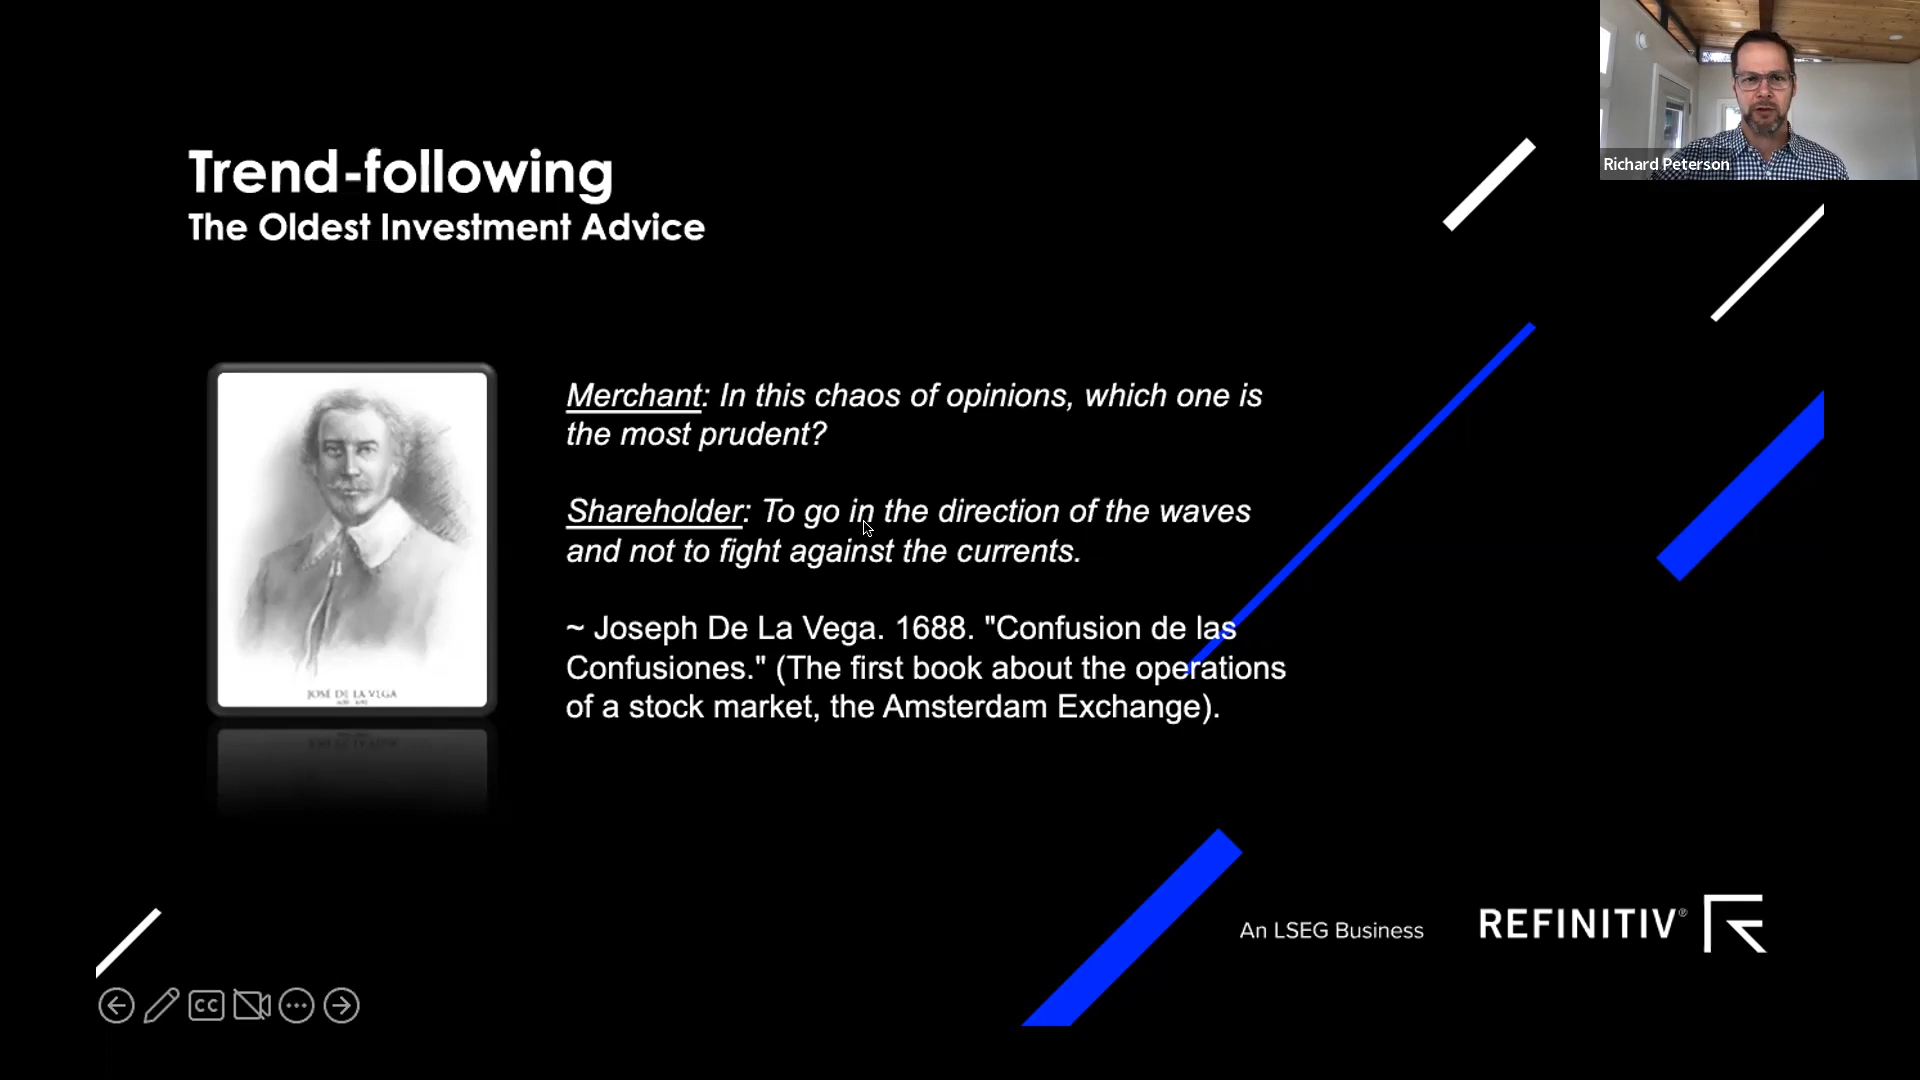 Richard Peterson
Trend-following
The Oldest Investment Advice
Merchant: In this chaos of opinions, which one is
the most prudent?
Shareholder: To go in the direction of the waves
and not to fight against the currents.
~ Joseph De La Vega. 1688. "Confusion de las
Confusiones." (The first book about the operations
of a stock market, the Amsterdam Exchange).
JOSÉ DE LA VEGA
An LSEG Business
REFINITIV®
CC